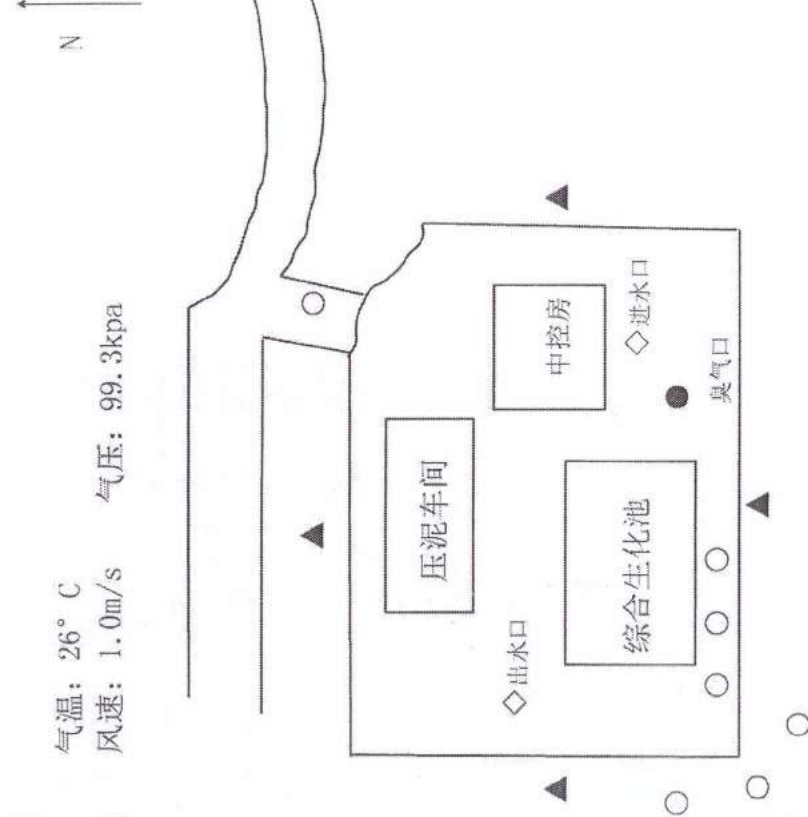 气温：26° C
风速：1.0m/s 气压：99.3kpa
N
压泥车间
中控房
◇进水口
◇出水口
综合生化池
臭气口